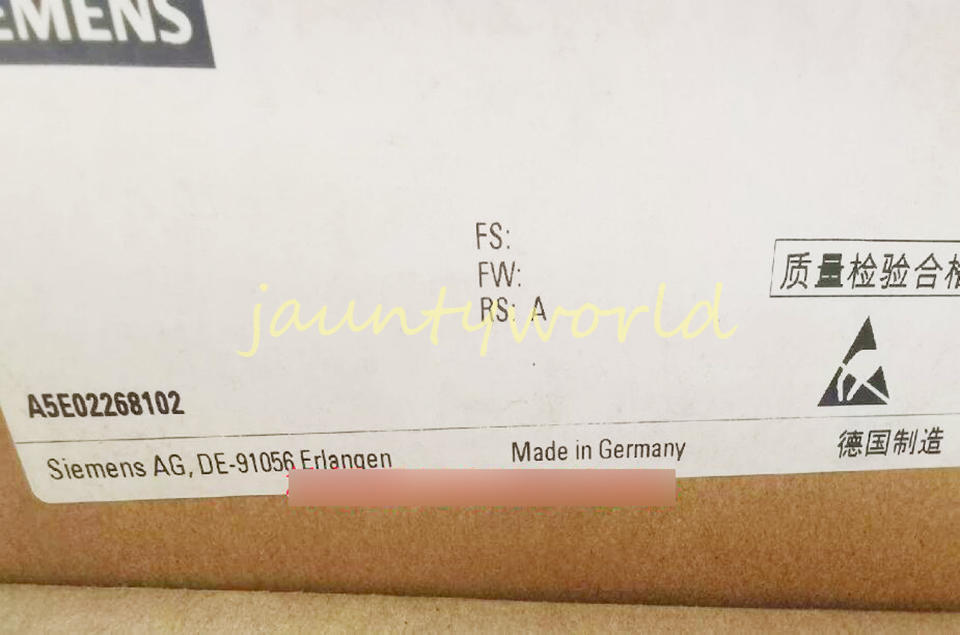 EMENS
FS:
FW:
RS: A
质量检验合格
jauntyworld
A5E02268102
Siemens AG, DE-91056 Erlangen
Made in Germany
德国制造